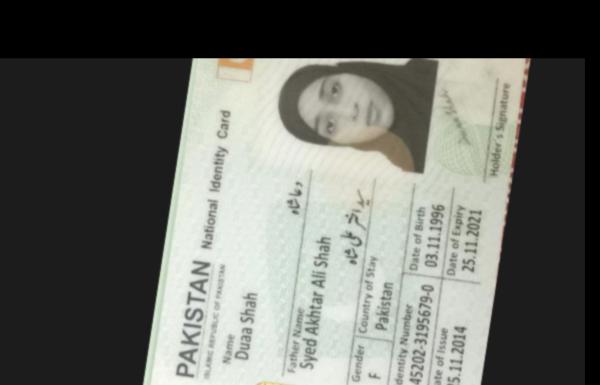 PAKISTAN National Identity Card
ISLAMIC REPUBLIC OF PAKISTAN
Name
Duaa Shah
دعا شاہ
Father Name
Syed Akhtar Ali Shah
سید اختر علی شاہ
Gender
F
Country of Stay
Pakistan
Identity Number
45202-3195679-0
Date of Birth
03.11.1996
Date of Issue
25.11.2014
Date of Expiry
25.11.2021
Holder's Signature